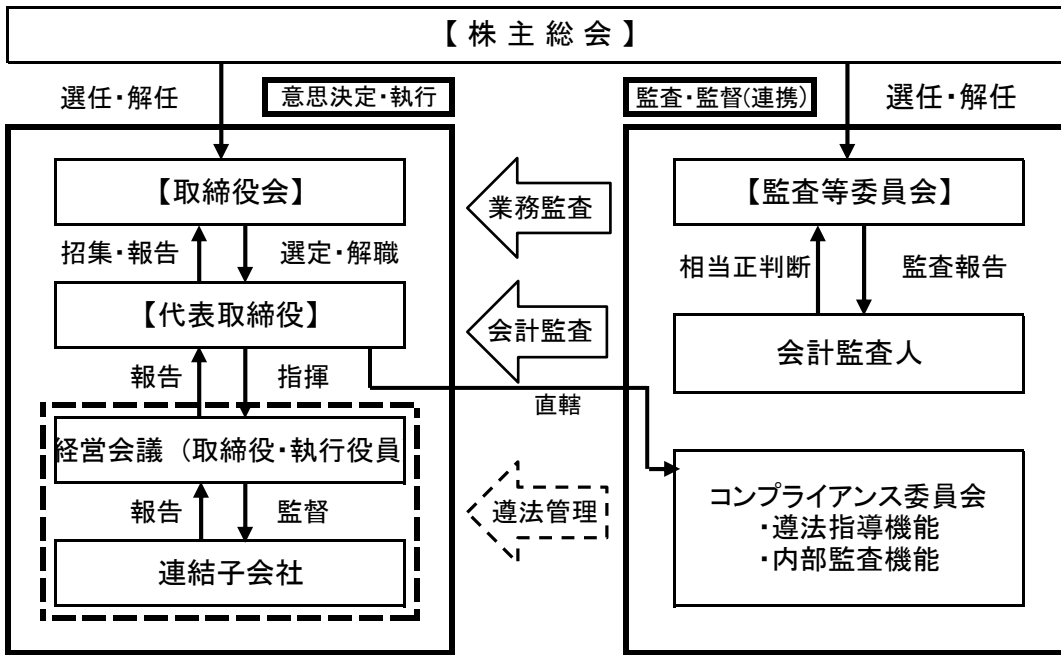 【 株 主 総 会 】
選任・解任
意思決定・執行
監査・監督(連携)
選任・解任
【取締役会】
業務監査
【監査等委員会】
招集・報告
選定・解職
相当正判断
監査報告
【代表取締役】
会計監査
会計監査人
報告
指揮
直轄
経営会議 (取締役・執行役員
コンプライアンス委員会
・遵法指導機能
・内部監査機能
報告
監督
遵法管理
連結子会社